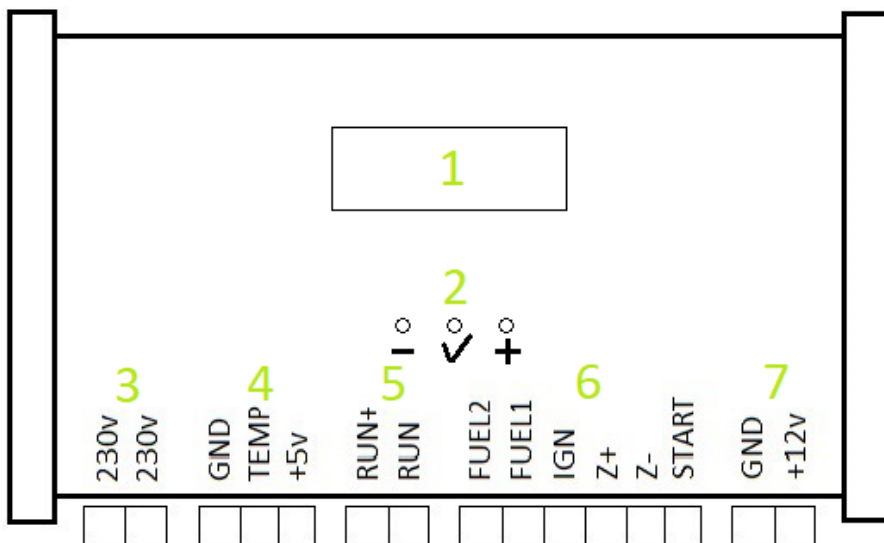 1
2
- ✓ +
3 4 5 6 7
230v 230v GND TEMP +5v RUN+ RUN FUEL2 FUEL1 IGN Z+ Z- START GND +12v